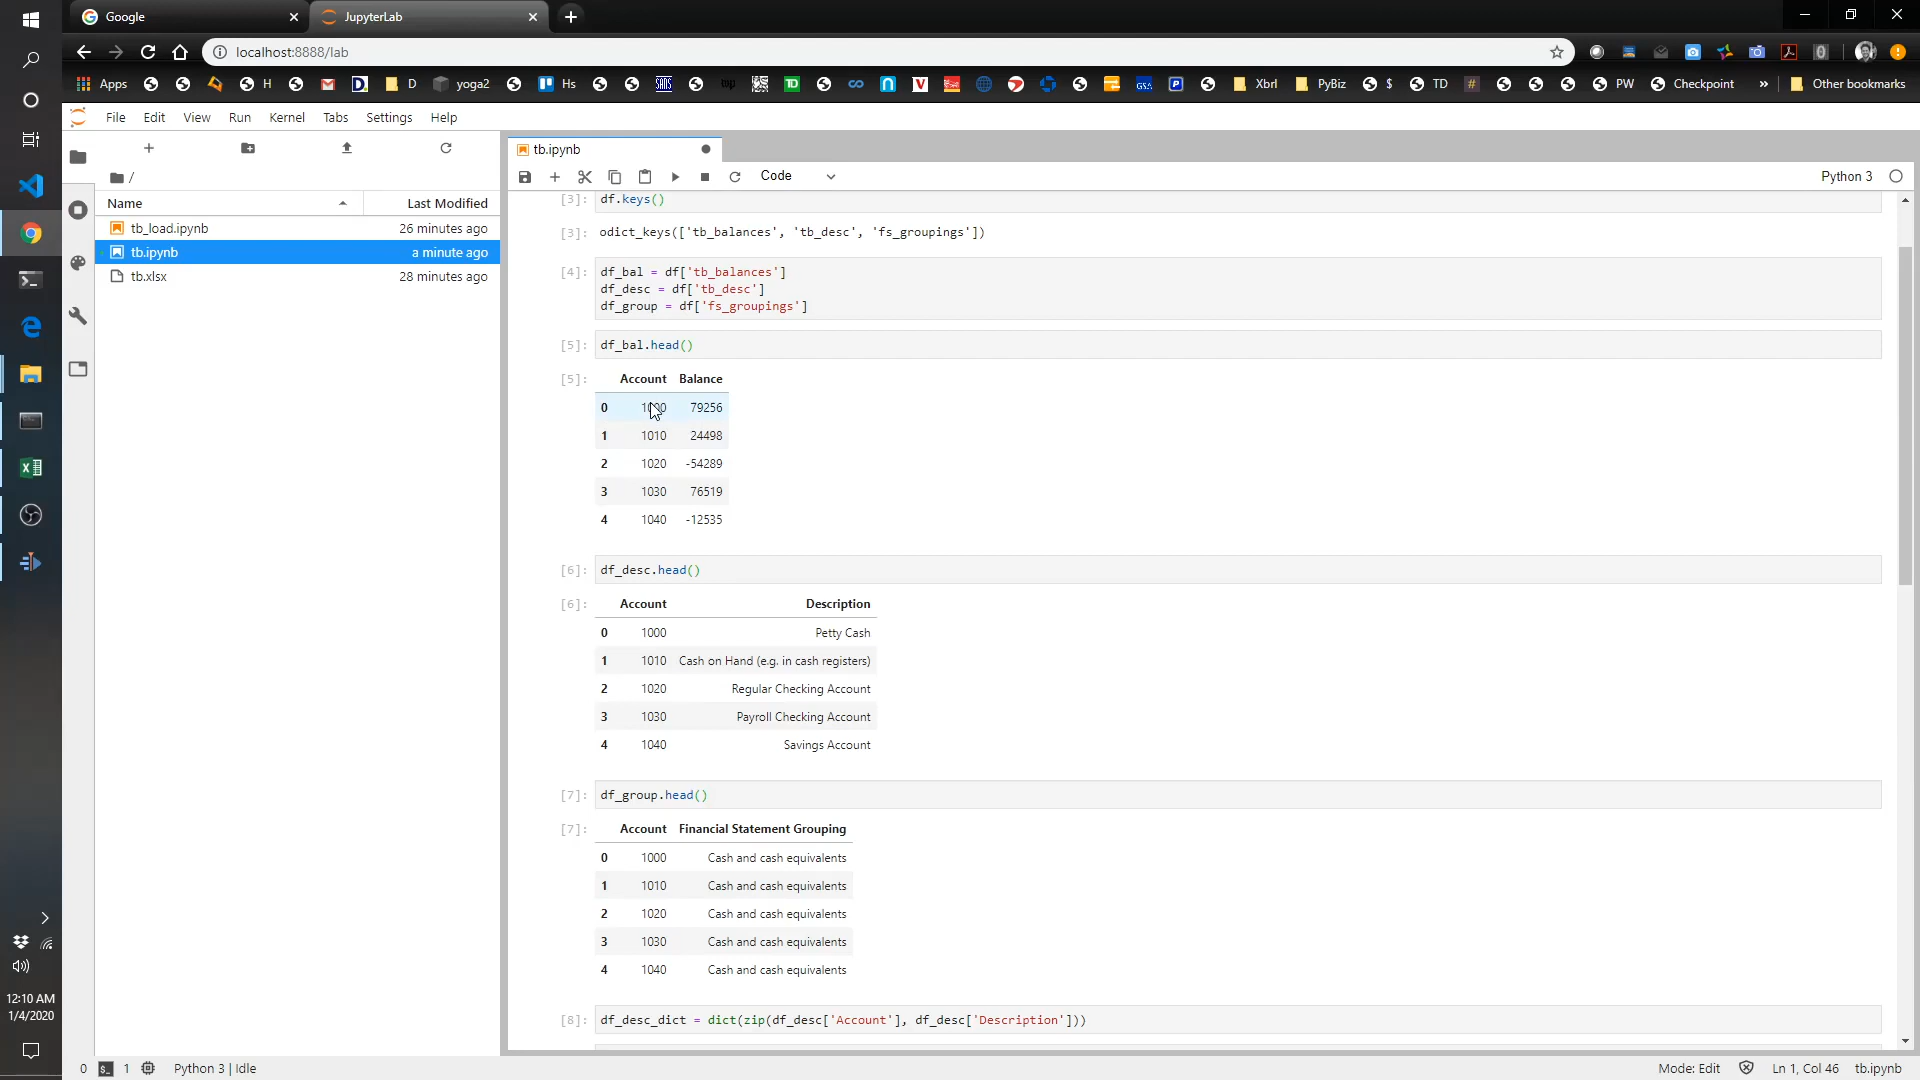 Google
JupyterLab
localhost:8888/lab
Apps
H
D
yoga2
Hs
TD
Xbrl
PyBiz
$
TD
PW
Checkpoint
»
Other bookmarks
File Edit View Run Kernel Tabs Settings Help
tb.ipynb
/
Code
Python 3
Name Last Modified
tb_load.ipynb 26 minutes ago
tb.ipynb a minute ago
tb.xlsx 28 minutes ago
[3]: df.keys()
[3]: odict_keys(['tb_balances', 'tb_desc', 'fs_groupings'])
[4]: df_bal = df['tb_balances']
df_desc = df['tb_desc']
df_group = df['fs_groupings']
[5]: df_bal.head()
[5]: Account Balance
0 1000 79256
1 1010 24498
2 1020 -54289
3 1030 76519
4 1040 -12535
[6]: df_desc.head()
[6]: Account Description
0 1000 Petty Cash
1 1010 Cash on Hand (e.g. in cash registers)
2 1020 Regular Checking Account
3 1030 Payroll Checking Account
4 1040 Savings Account
[7]: df_group.head()
[7]: Account Financial Statement Grouping
0 1000 Cash and cash equivalents
1 1010 Cash and cash equivalents
2 1020 Cash and cash equivalents
3 1030 Cash and cash equivalents
4 1040 Cash and cash equivalents
[8]: df_desc_dict = dict(zip(df_desc['Account'], df_desc['Description']))
12:10 AM
1/4/2020
0 1 Python 3 | Idle
Mode: Edit Ln 1, Col 46 tb.ipynb